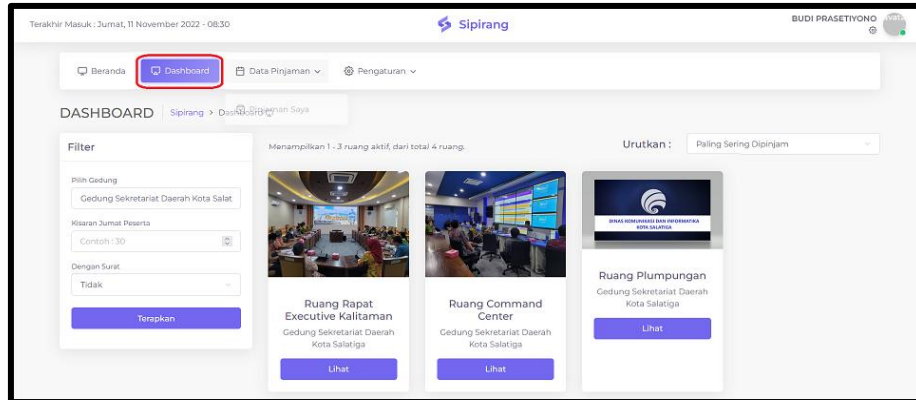 Terakhir Masuk : Jumat, 11 November 2022 - 08:30
Sipirang
BUDI PRASETIYONO
Beranda
Dashboard
Data Pinjaman
Pengaturan
DASHBOARD
Sipirang > Dashboard
Pinjaman Saya
Filter
Menampilkan 1 - 3 ruang aktif, dari total 4 ruang.
Urutkan :
Paling Sering Dipinjam
Pilih Gedung
Gedung Sekretariat Daerah Kota Salat
Kisaran Jumat Peserta
Contoh : 30
Dengan Surat
Tidak
Terapkan
Ruang Rapat
Executive Kalitaman
Gedung Sekretariat Daerah
Kota Salatiga
Lihat
Ruang Command
Center
Gedung Sekretariat Daerah
Kota Salatiga
Lihat
DINAS KOMUNIKASI DAN INFORMATIKA
KOTA SALATIGA
Ruang Plumpungan
Gedung Sekretariat Daerah
Kota Salatiga
Lihat